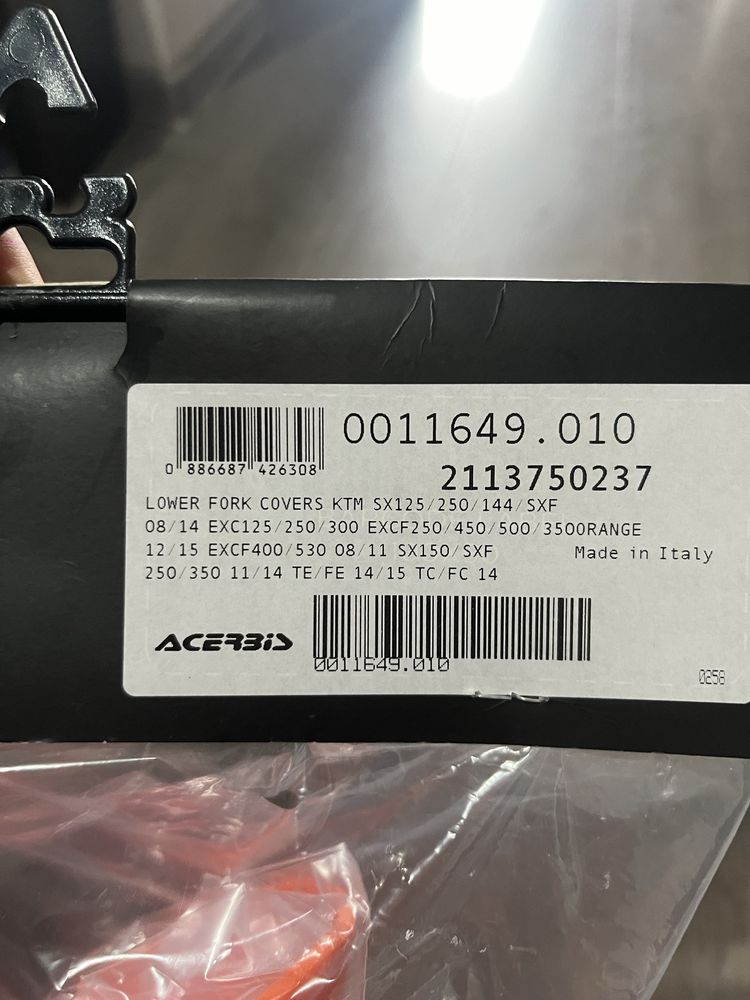 0011649.010
0 886687 426308
2113750237
LOWER FORK COVERS KTM SX125/250/144/SXF
08/14 EXC125/250/300 EXCF250/450/500/3500RANGE
12/15 EXCF400/530 08/11 SX150/SXF Made in Italy
250/350 11/14 TE/FE 14/15 TC/FC 14
ACERBIS
0011649.010
0258